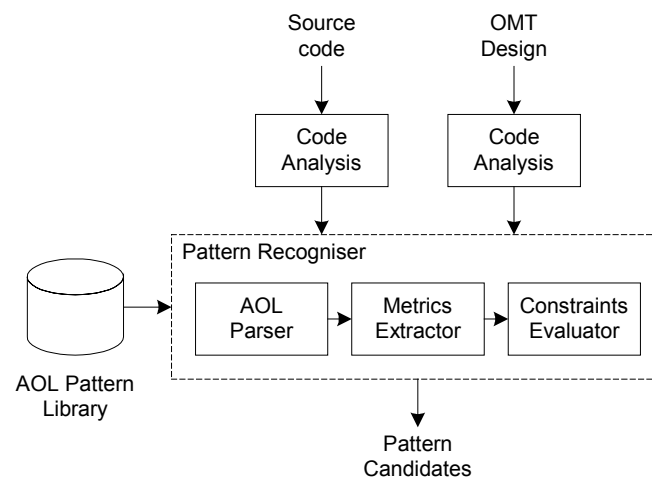 Source
code
OMT
Design
Code
Analysis
Code
Analysis
Pattern Recogniser
AOL
Parser
Metrics
Extractor
Constraints
Evaluator
AOL Pattern
Library
Pattern
Candidates